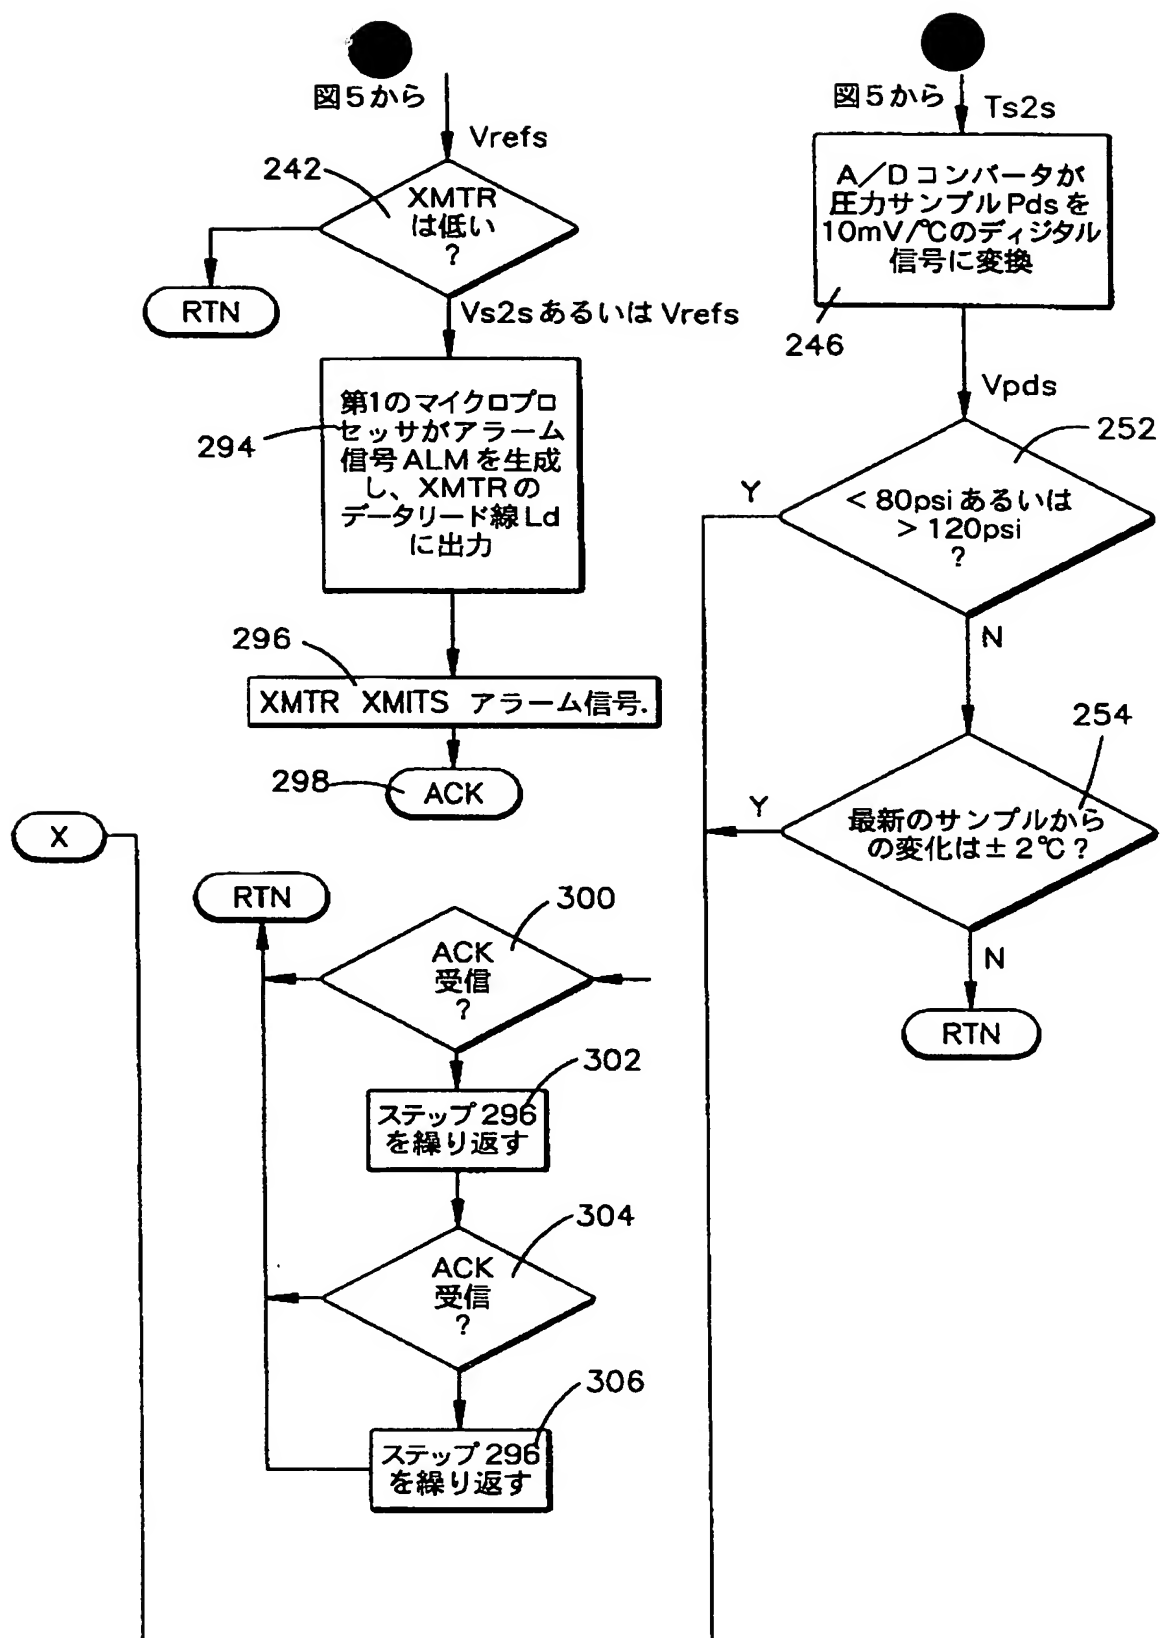 図5から
Vrefs
242
XMTR
は低い
?
RTN
Vs2sあるいは Vrefs
294
第1のマイクロプロ
セッサがアラーム
信号 ALM を生成
し、XMTR の
データリード線 Ld
に出力
296
XMTR XMITS アラーム信号.
298
ACK
X
RTN
300
ACK
受信
?
302
ステップ 296
を繰り返す
304
ACK
受信
?
306
ステップ 296
を繰り返す
図5から
Ts2s
A/D コンバータが
圧力サンプル Pds を
10mV/℃のディジタル
信号に変換
246
Vpds
252
< 80psi あるいは
> 120psi
?
Y
N
254
最新のサンプルから
の変化は± 2℃?
Y
N
RTN